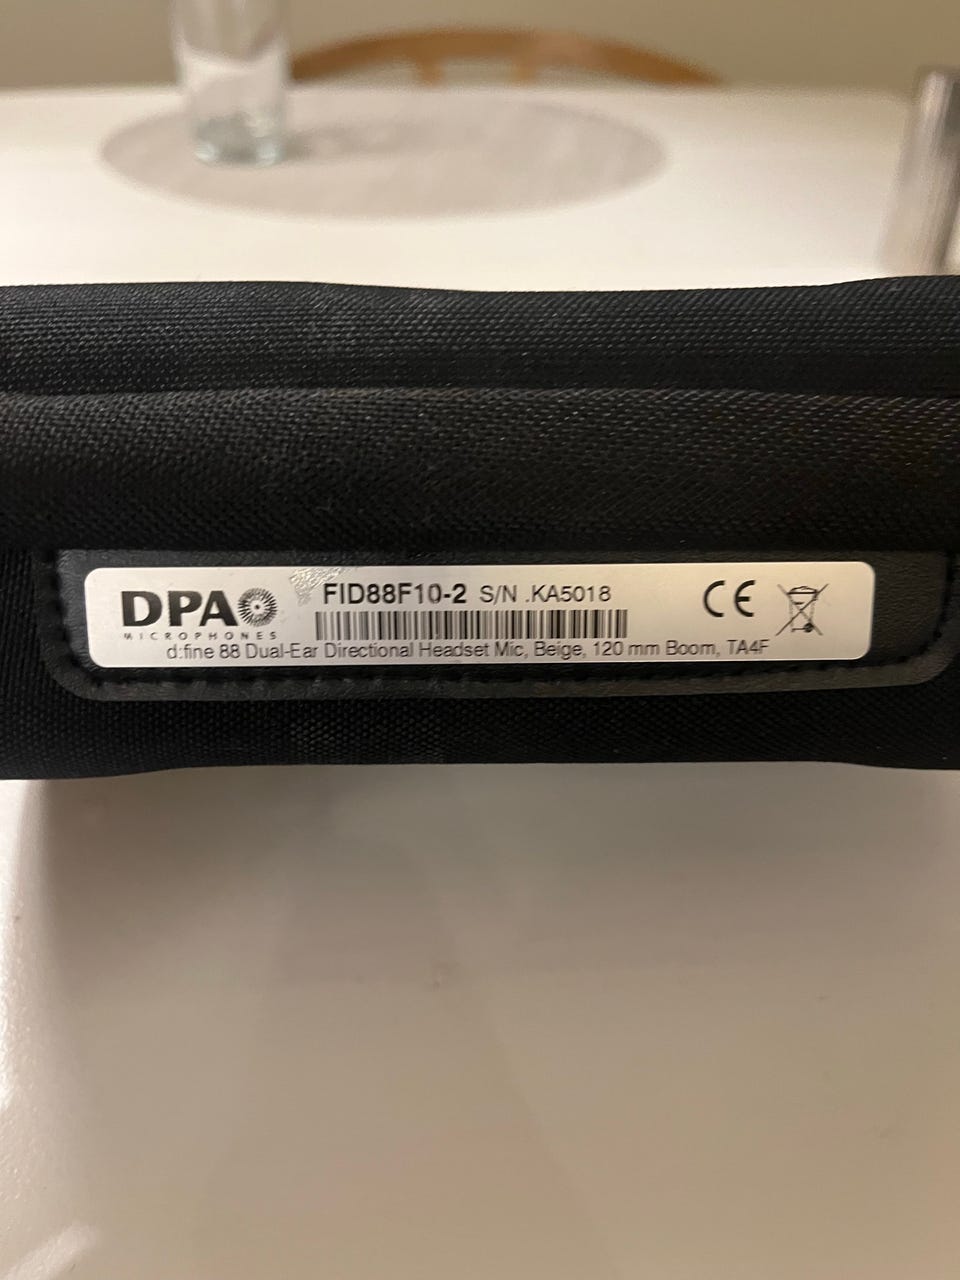 DPA
MICROPHONES
FID88F10-2 S/N .KA5018
CE
d:fine 88 Dual-Ear Directional Headset Mic, Beige, 120 mm Boom, TA4F